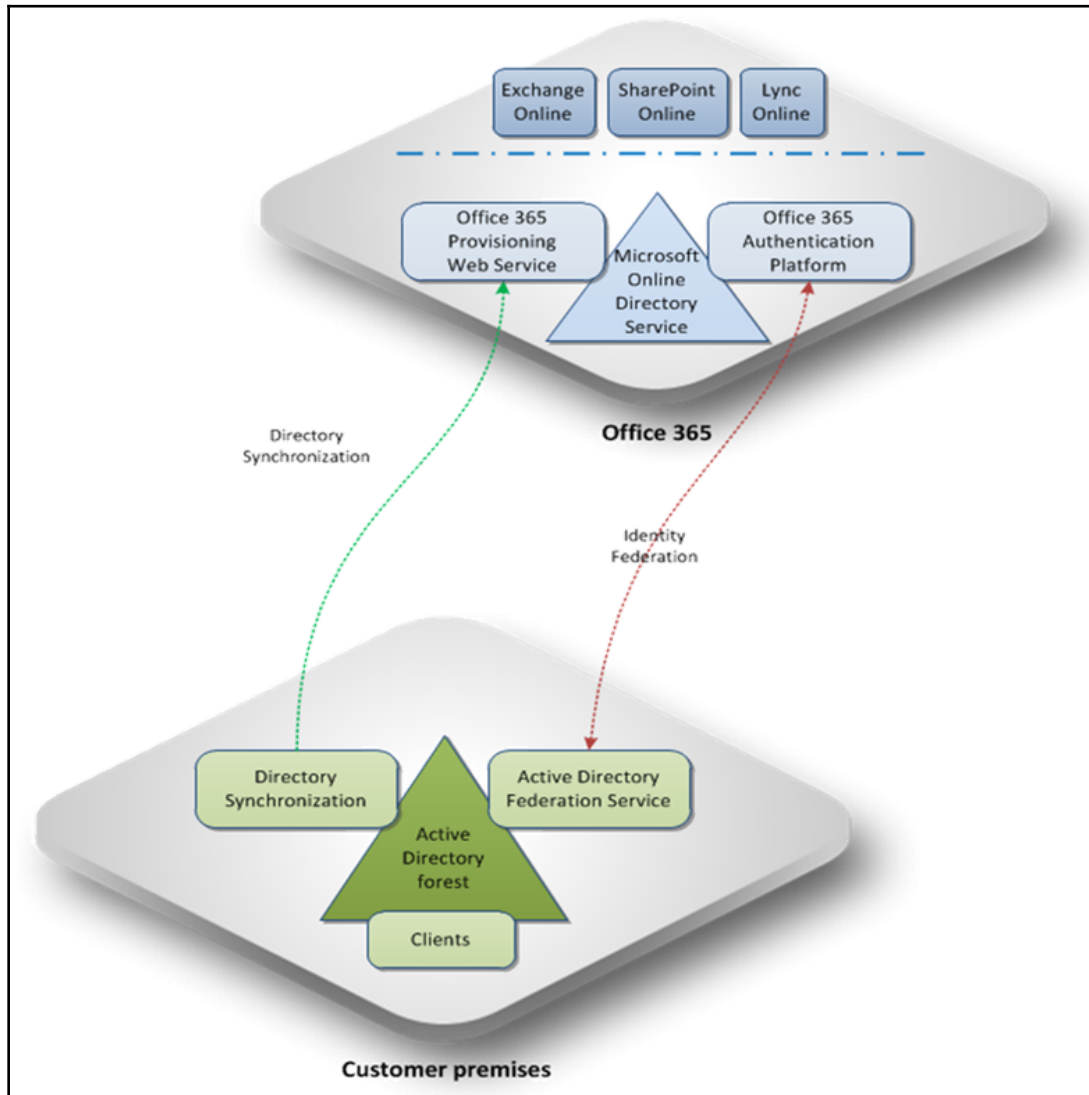 Exchange
Online
SharePoint
Online
Lync
Online
Office 365
Provisioning
Web Service
Microsoft
Online
Directory
Service
Office 365
Authentication
Platform
Office 365
Directory
Synchronization
Identity
Federation
Directory
Synchronization
Active Directory
Federation Service
Active
Directory
forest
Clients
Customer premises